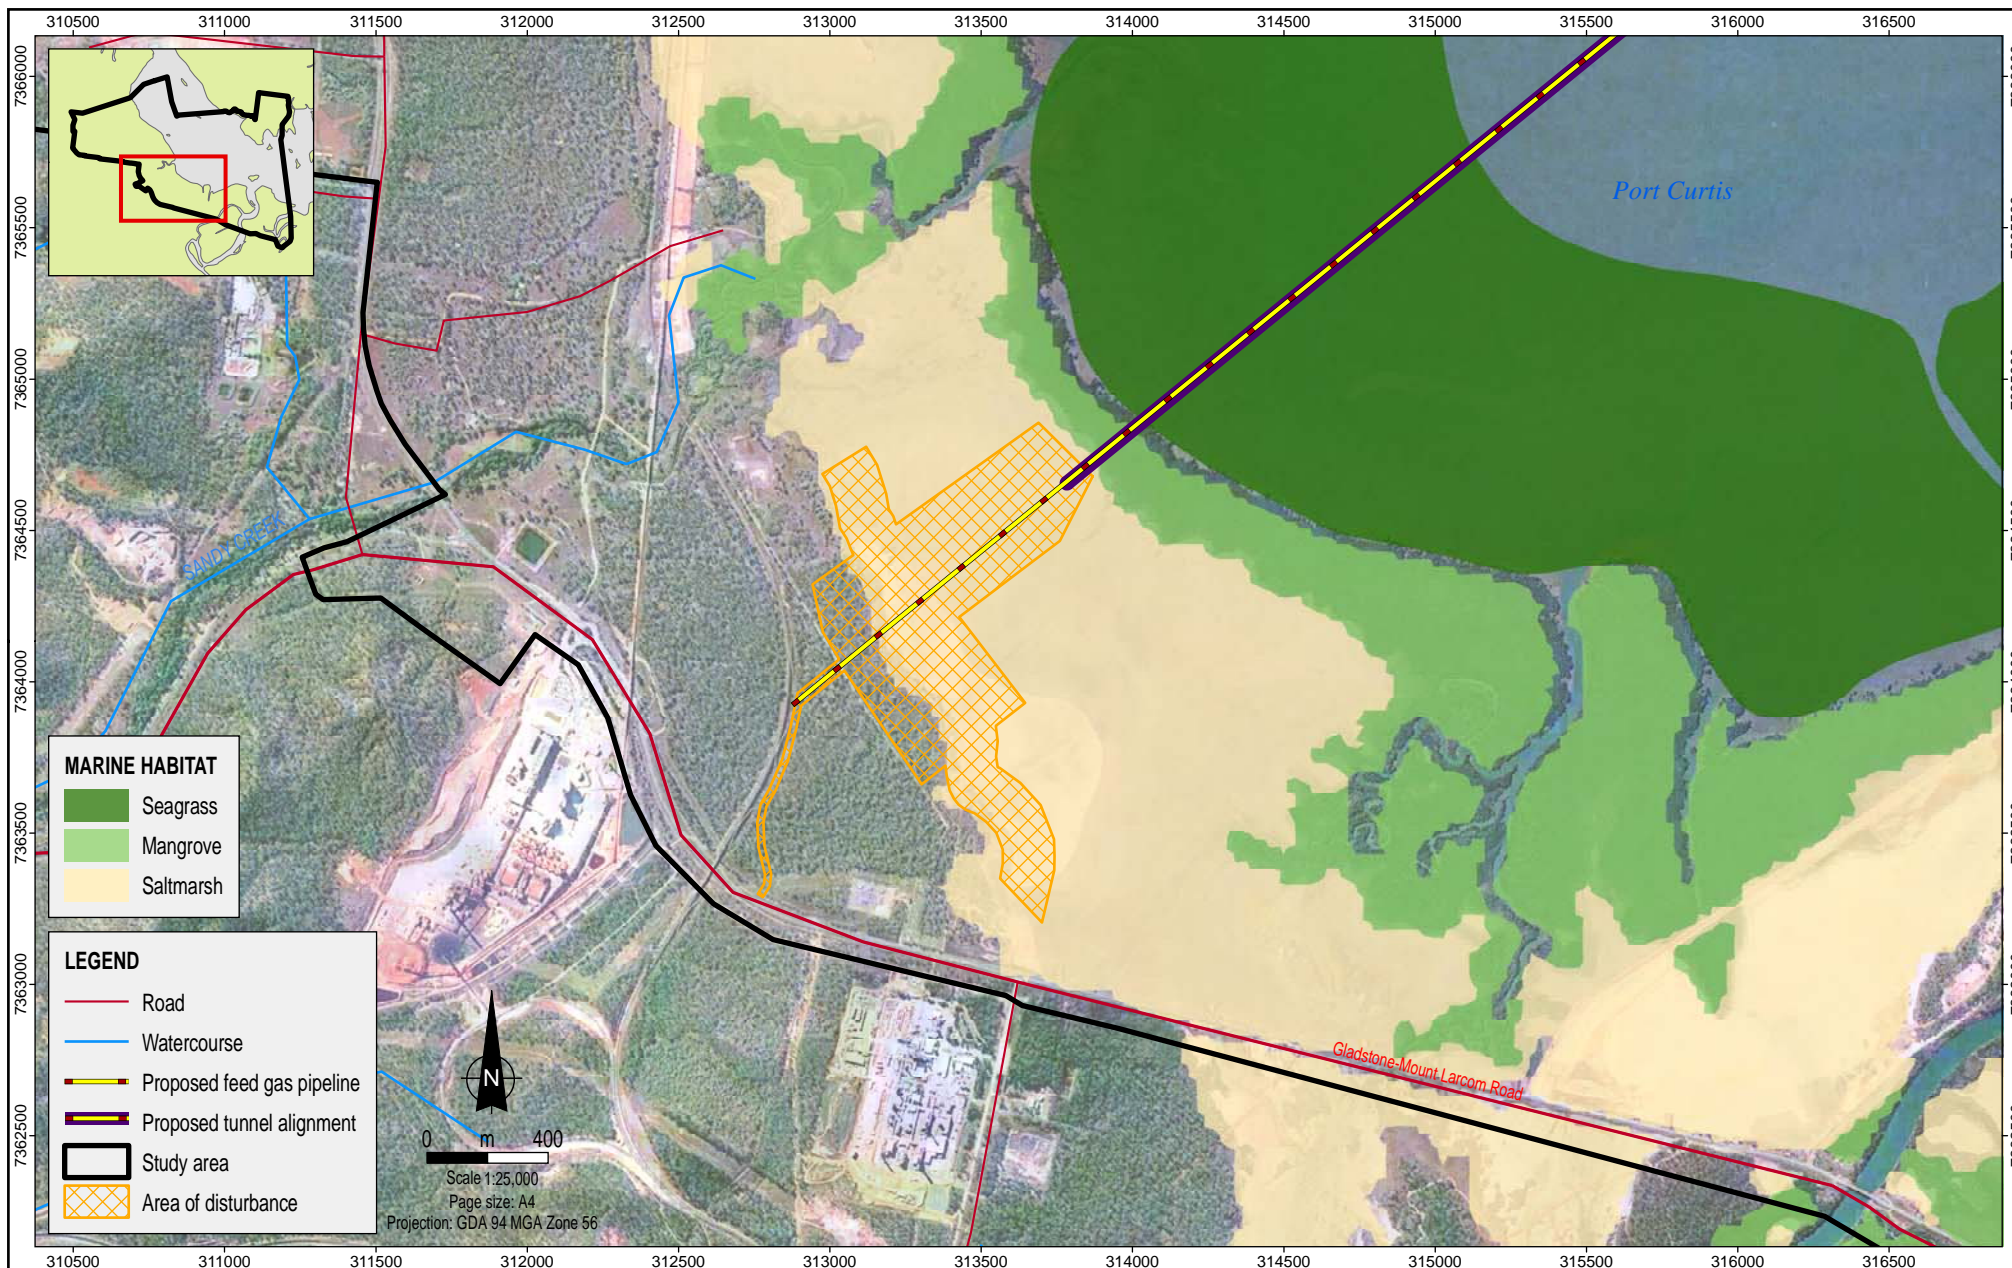 310500 311000 311500 312000 312500 313000 313500 314000 314500 315000 315500 316000 316500
7366000
7365500
7365000
7364500
7364000
7363500
7363000
7362500
Port Curtis
SANDY CREEK
Gladstone-Mount Larcom Road
MARINE HABITAT
Seagrass
Mangrove
Saltmarsh
LEGEND
Road
Watercourse
Proposed feed gas pipeline
Proposed tunnel alignment
Study area
Area of disturbance
N
0 m 400
Scale 1:25,000
Page size: A4
Projection: GDA 94 MGA Zone 56
310500 311000 311500 312000 312500 313000 313500 314000 314500 315000 315500 316000 316500